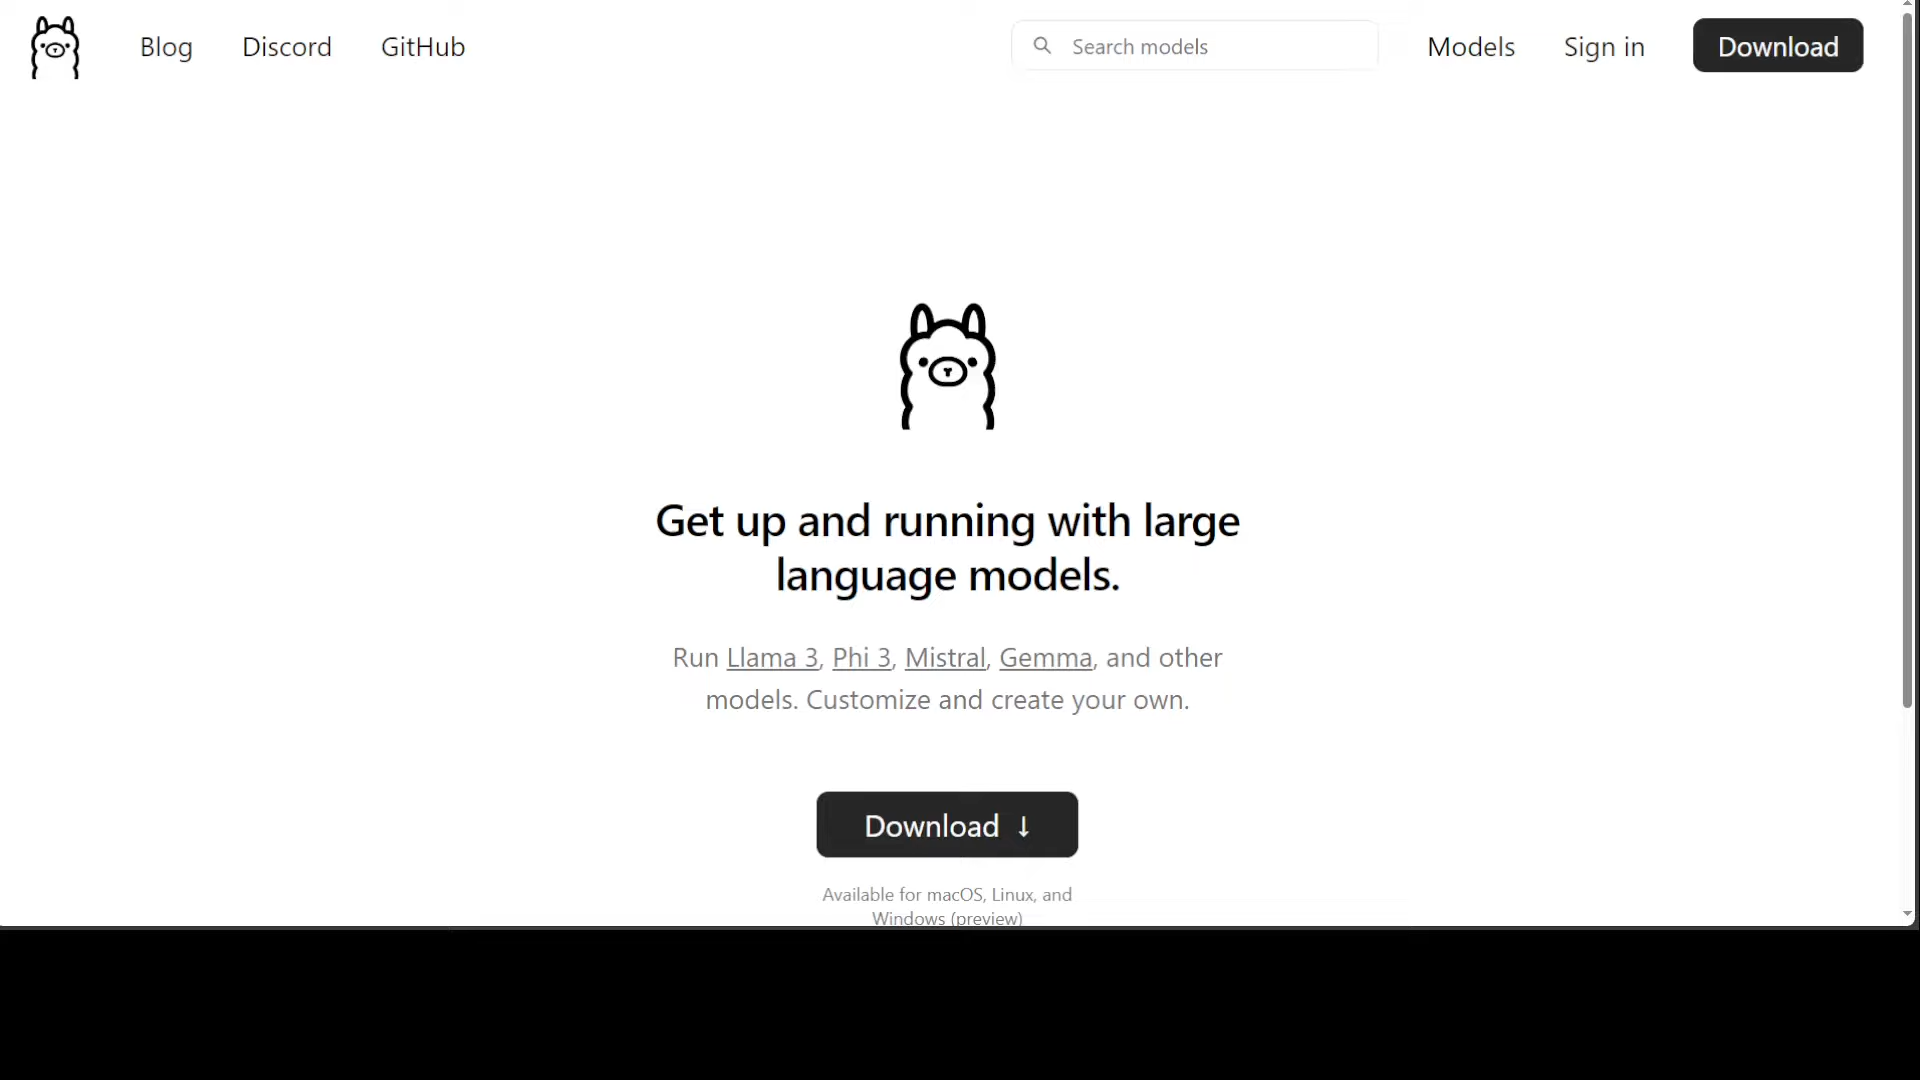 Blog Discord GitHub Search models Models Sign in Download
Get up and running with large
language models.
Run Llama 3, Phi 3, Mistral, Gemma, and other
models. Customize and create your own.
Download ↓
Available for macOS, Linux, and
Windows (preview)